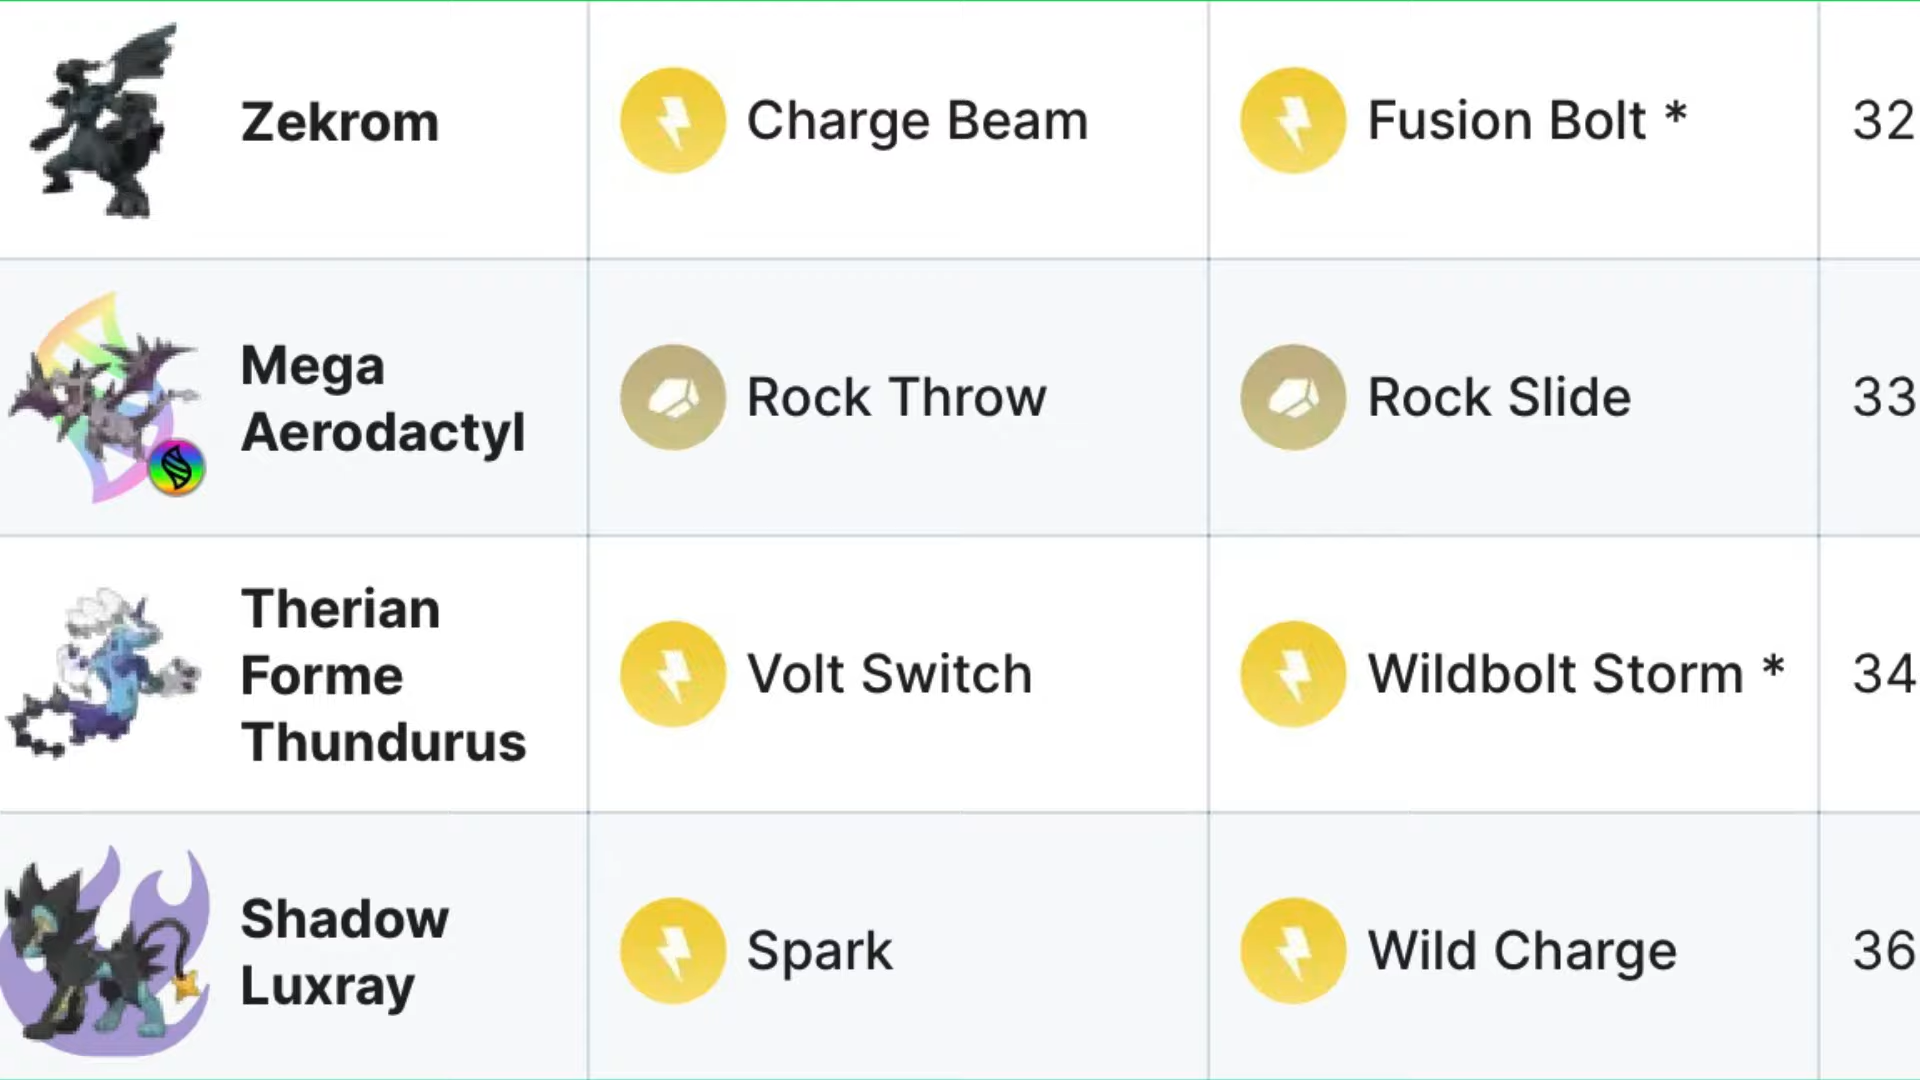 Zekrom
Charge Beam
Fusion Bolt *
32
Mega
Aerodactyl
Rock Throw
Rock Slide
33
Therian
Forme
Thundurus
Volt Switch
Wildbolt Storm *
34
Shadow
Luxray
Spark
Wild Charge
36